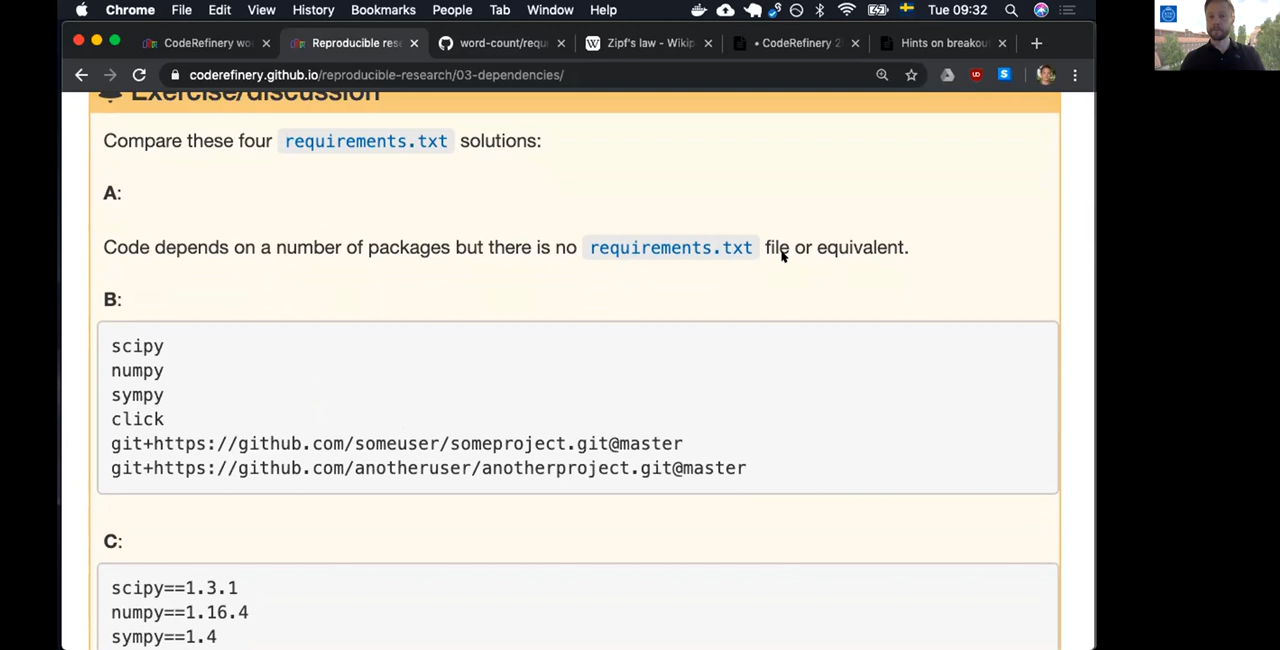 Chrome File Edit View History Bookmarks People Tab Window Help Tue 09:32
CodeRefinery wo Reproducible rese word-count/requ Zipf's law - Wikip • CodeRefinery 2 Hints on breakou
coderefinery.github.io/reproducible-research/03-dependencies/
Exercise/discussion
Compare these four requirements.txt solutions:
A:
Code depends on a number of packages but there is no requirements.txt file or equivalent.
B:
scipy
numpy
sympy
click
git+https://github.com/someuser/someproject.git@master
git+https://github.com/anotheruser/anotherproject.git@master
C:
scipy==1.3.1
numpy==1.16.4
sympy==1.4